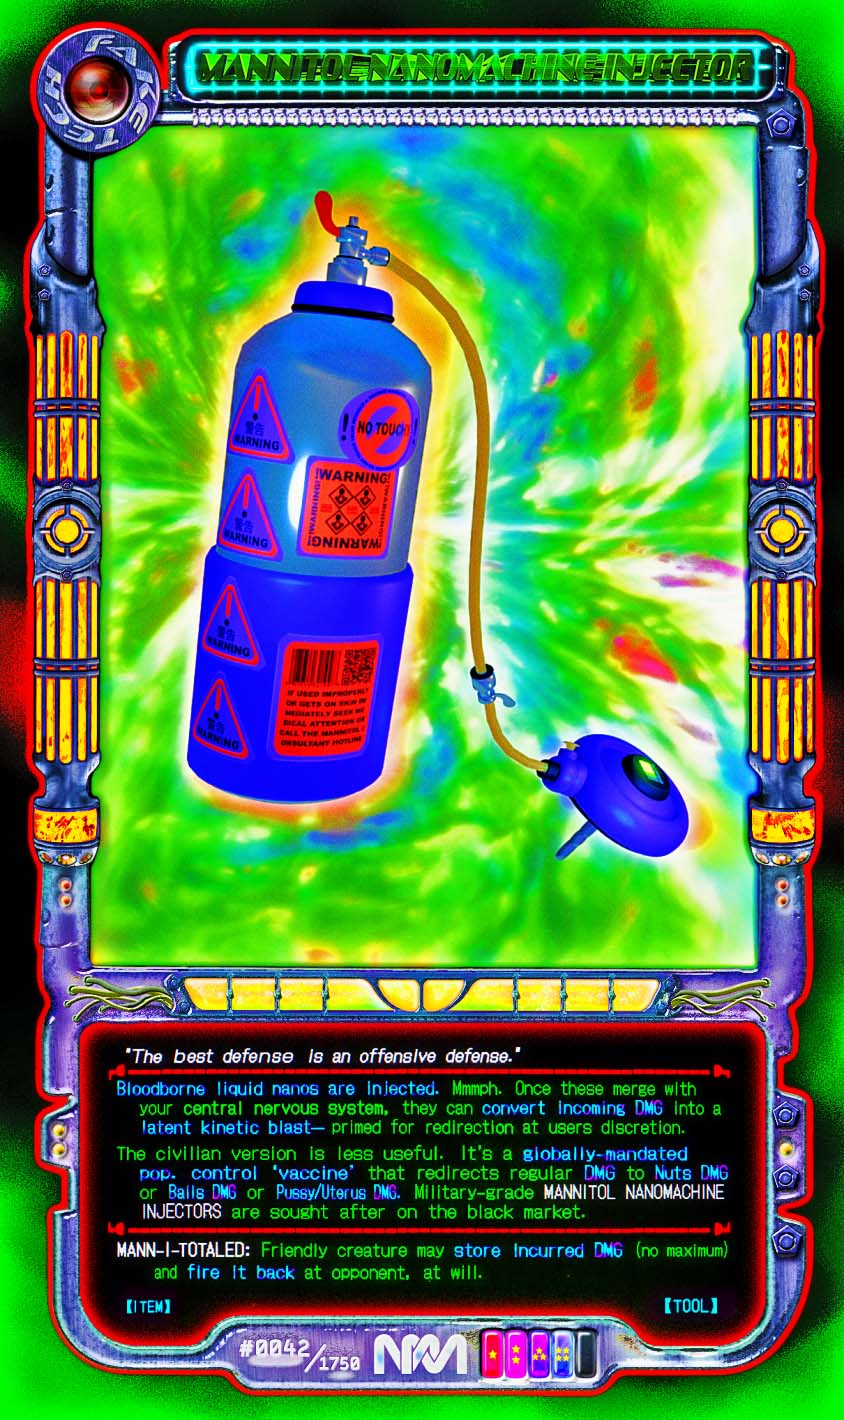 FAKE TECH
MANNITOL NANOMACHINE INJECTOR
警告
WARNING
! NO TOUCH!
警告
WARNING
!WARNING!
!WARNING!
!WARNING!
!WARNING!
警告
WARNING
警告
WARNING
IF USED IMPROPERLY
OR GETS ON SKIN IM
MEDIATELY SEEK ME
DICAL ATTENTION OR
CALL THE MANNITOL C
ONSULTANT HOTLINE
"The best defense is an offensive defense."
Bloodborne liquid nanos are injected. Mmmph. Once these merge with
your central nervous system, they can convert incoming DMG into a
latent kinetic blast— primed for redirection at users discretion.
The civilian version is less useful. It's a globally-mandated
pop. control 'vaccine' that redirects regular DMG to Nuts DMG
or Balls DMG or Pussy/Uterus DMG. Military-grade MANNITOL NANOMACHINE
INJECTORS are sought after on the black market.
MANN-I-TOTALED: Friendly creature may store incurred DMG (no maximum)
and fire it back at opponent, at will.
【ITEM】 【TOOL】
#0042/1750 NPM